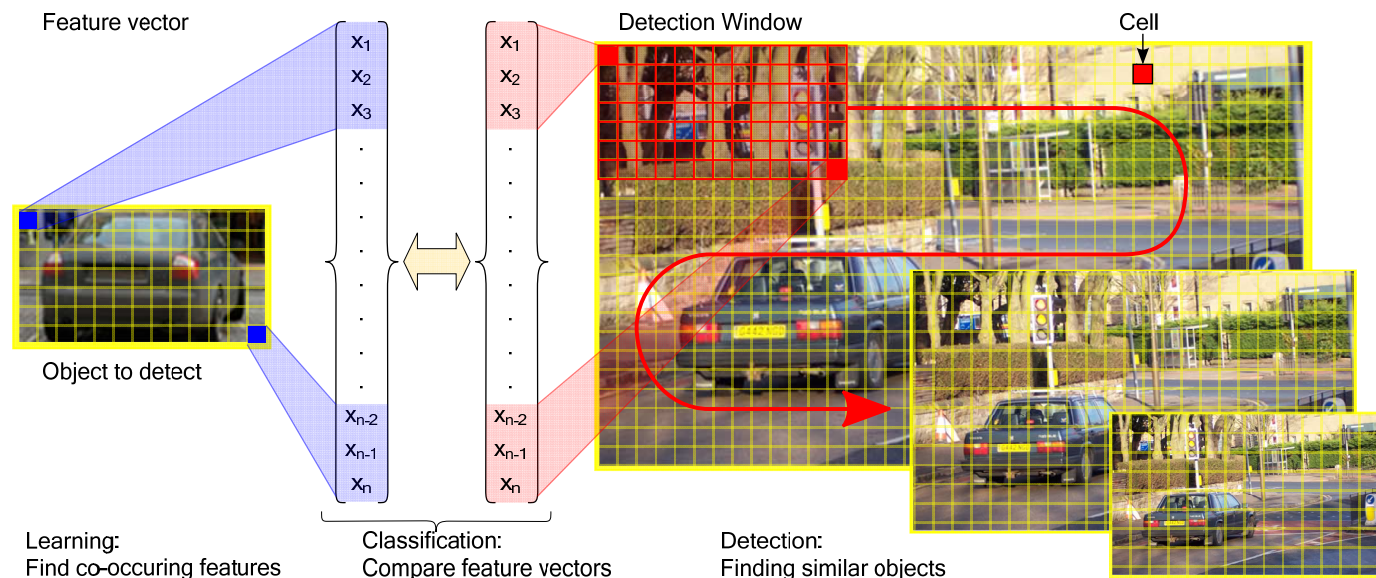 Feature vector
Detection Window
Cell
x1
x2
x3
.
.
.
.
.
.
.
.
xn-2
xn-1
xn
x1
x2
x3
.
.
.
.
.
.
.
.
xn-2
xn-1
xn
Object to detect
Learning:
Find co-occuring features
Classification:
Compare feature vectors
Detection:
Finding similar objects